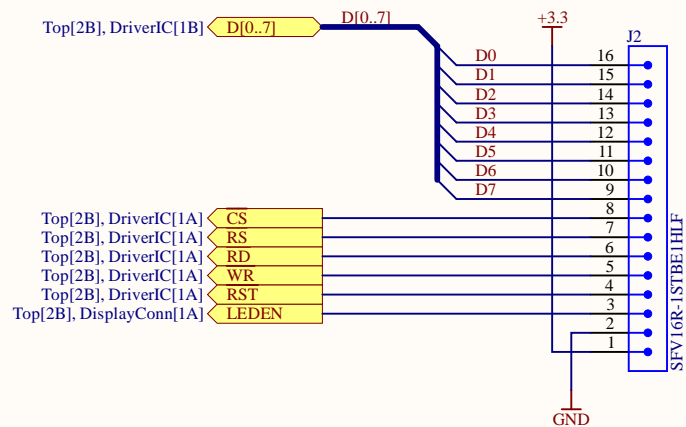 Top[2B], DriverIC[1B] D[0..7] D[0..7] +3.3
J2
D0 16
D1 15
D2 14
D3 13
D4 12
D5 11
D6 10
D7 9
Top[2B], DriverIC[1A] CS 8
Top[2B], DriverIC[1A] RS 7
Top[2B], DriverIC[1A] RD 6
Top[2B], DriverIC[1A] WR 5
Top[2B], DriverIC[1A] RST 4
Top[2B], DisplayConn[1A] LEDEN 3
2
1
SFV16R-1STBE1HLF
GND